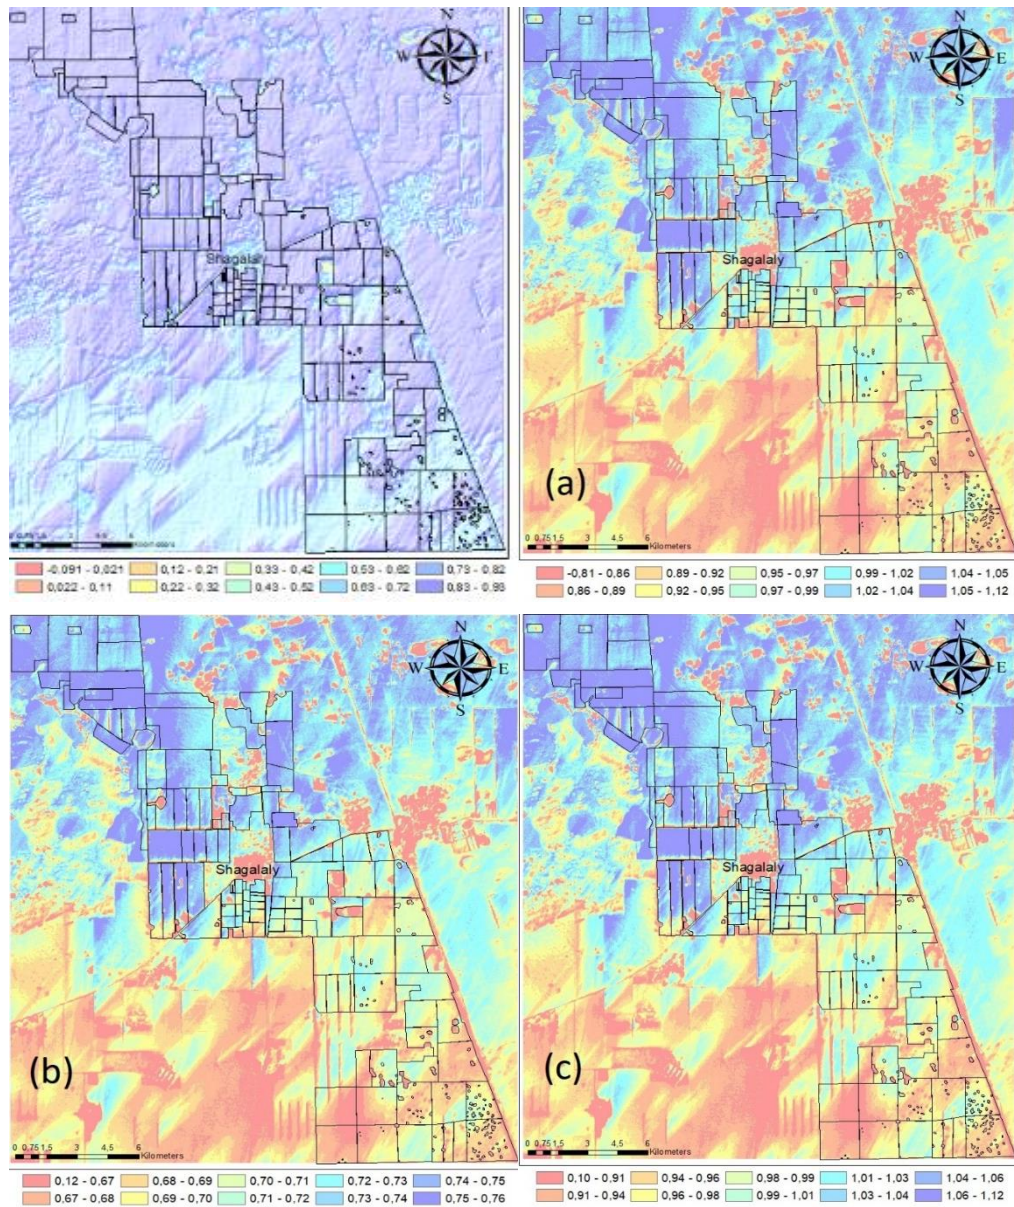 N
W
S
Shagalaly
-0,091 - 0,021 0,12 - 0,21 0,33 - 0,42 0,53 - 0,62 0,73 - 0,82
0,022 - 0,11 0,22 - 0,32 0,43 - 0,52 0,63 - 0,72 0,83 - 0,93
N
W E
S
Shagalaly
(a)
0 0,75 1,5 3 4,5 6
Kilometers
-0,81 - 0,86 0,89 - 0,92 0,95 - 0,97 0,99 - 1,02 1,04 - 1,05
0,86 - 0,89 0,92 - 0,95 0,97 - 0,99 1,02 - 1,04 1,05 - 1,12
N
W E
S
Shagalaly
(b)
0 0,75 1,5 3 4,5 6
Kilometers
0,12 - 0,67 0,68 - 0,69 0,70 - 0,71 0,72 - 0,73 0,74 - 0,75
0,67 - 0,68 0,69 - 0,70 0,71 - 0,72 0,73 - 0,74 0,75 - 0,76
N
W E
S
Shagalaly
(c)
0 0,75 1,5 3 4,5 6
Kilometers
0,10 - 0,91 0,94 - 0,96 0,98 - 0,99 1,01 - 1,03 1,04 - 1,06
0,91 - 0,94 0,96 - 0,98 0,99 - 1,01 1,03 - 1,04 1,06 - 1,12